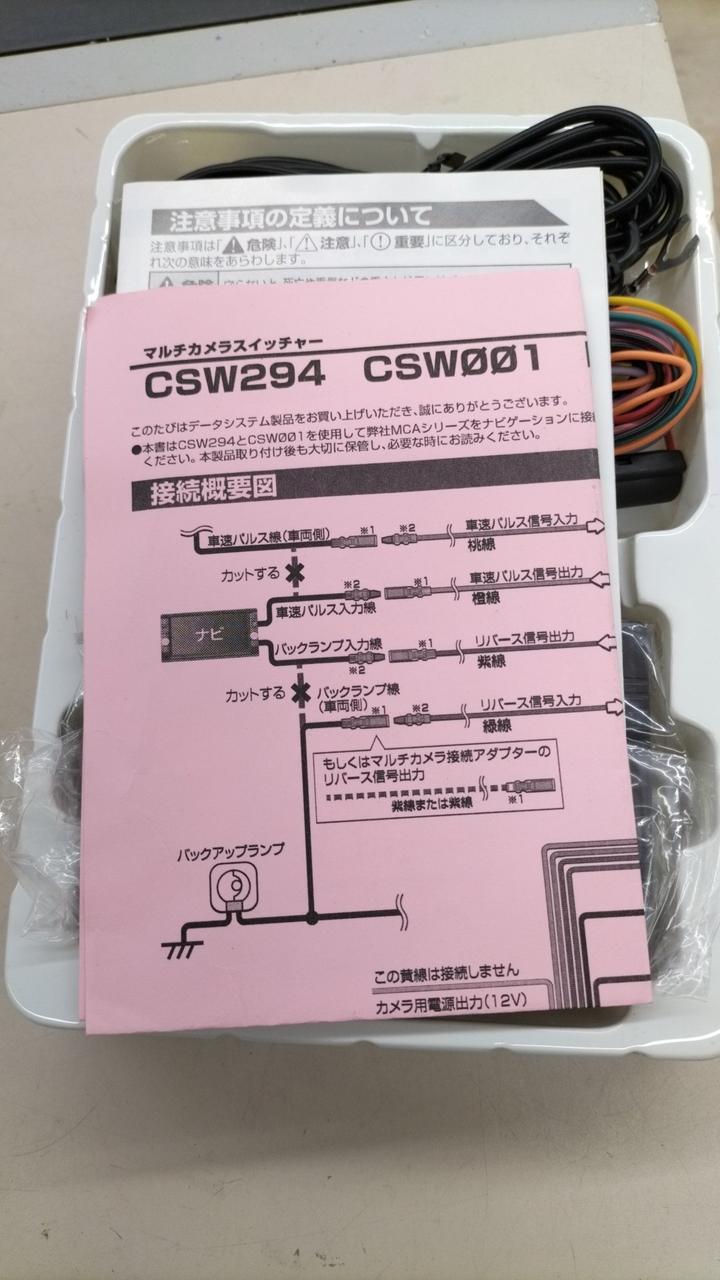 注意事項の定義について
注意事項は「危険」、「注意」、「重要」に区分しており、それぞ
れ次の意味をあらわします。
危険
マルチカメラスイッチャー
CSW294 CSWØØ1
このたびはデータシステム製品をお買い上げいただき、誠にありがとうございます。
●本書はCSW294とCSWØØ1を使用して弊社MCAシリーズをナビゲーションに接
ください。本製品取り付け後も大切に保管し、必要な時にお読みください。
接続概要図
車速パルス線(車両側) ※1 ※2 車速パルス信号入力
桃線
カットする
※2 ※1 車速パルス信号出力
車速パルス入力線 橙線
ナビ
バックランプ入力線 ※1 リバース信号出力
※2 紫線
カットする バックランプ線
(車両側) ※1 ※2 リバース信号入力
緑線
もしくはマルチカメラ接続アダプターの
リバース信号出力
紫線または紫線 ※1
バックアップランプ
この黄線は接続しません
カメラ用電源出力(12V)